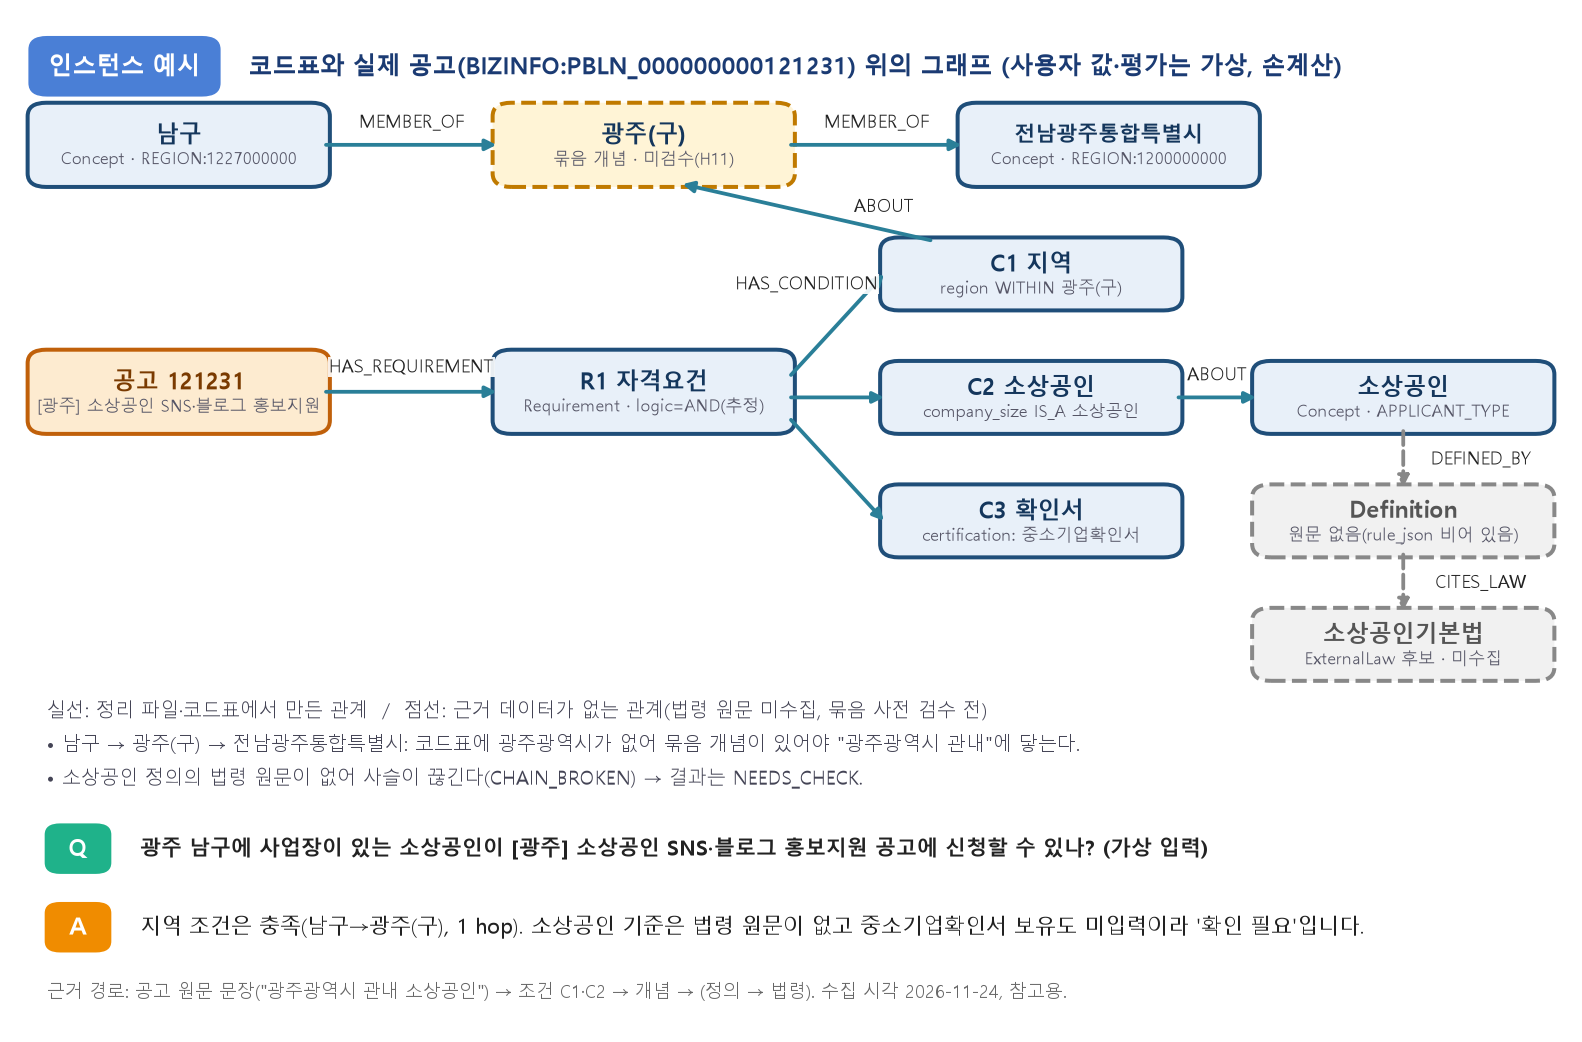 인스턴스 예시
코드표와 실제 공고(BIZINFO:PBLN_000000000121231) 위의 그래프 (사용자 값·평가는 가상, 손계산)
남구
Concept · REGION:1227000000
MEMBER_OF
광주(구)
묶음 개념 · 미검수(H11)
MEMBER_OF
전남광주통합특별시
Concept · REGION:1200000000
ABOUT
C1 지역
region WITHIN 광주(구)
HAS_CONDITION
공고 121231
[광주] 소상공인 SNS·블로그 홍보지원
HAS_REQUIREMENT
R1 자격요건
Requirement · logic=AND(추정)
C2 소상공인
company_size IS_A 소상공인
ABOUT
소상공인
Concept · APPLICANT_TYPE
DEFINED_BY
C3 확인서
certification: 중소기업확인서
Definition
원문 없음(rule_json 비어 있음)
CITES_LAW
소상공인기본법
ExternalLaw 후보 · 미수집
실선: 정리 파일·코드표에서 만든 관계 / 점선: 근거 데이터가 없는 관계(법령 원문 미수집, 묶음 사전 검수 전)
• 남구 → 광주(구) → 전남광주통합특별시: 코드표에 광주광역시가 없어 묶음 개념이 있어야 "광주광역시 관내"에 닿는다.
• 소상공인 정의의 법령 원문이 없어 사슬이 끊긴다(CHAIN_BROKEN) → 결과는 NEEDS_CHECK.
Q
광주 남구에 사업장이 있는 소상공인이 [광주] 소상공인 SNS·블로그 홍보지원 공고에 신청할 수 있나? (가상 입력)
A
지역 조건은 충족(남구→광주(구), 1 hop). 소상공인 기준은 법령 원문이 없고 중소기업확인서 보유도 미입력이라 '확인 필요'입니다.
근거 경로: 공고 원문 문장("광주광역시 관내 소상공인") → 조건 C1·C2 → 개념 → (정의 → 법령). 수집 시각 2026-11-24, 참고용.